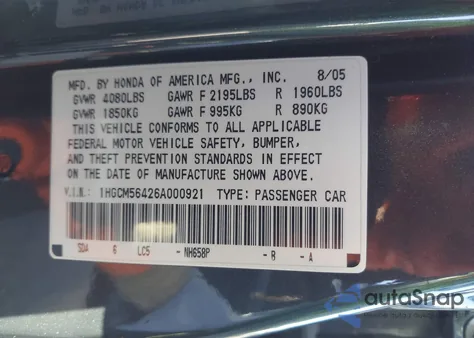 MFD. BY HONDA OF AMERICA MFG., INC. 8/05
GVWR 4080LBS GAWR F 2195LBS R 1960LBS
GVWR 1850KG GAWR F 995KG R 890KG
THIS VEHICLE CONFORMS TO ALL APPLICABLE
FEDERAL MOTOR VEHICLE SAFETY, BUMPER,
AND THEFT PREVENTION STANDARDS IN EFFECT
ON THE DATE OF MANUFACTURE SHOWN ABOVE.
V.I.N.: 1HGCM56426A000921 TYPE: PASSENGER CAR
SDA 6 LC5 - NH658P - B - A
autoSnap